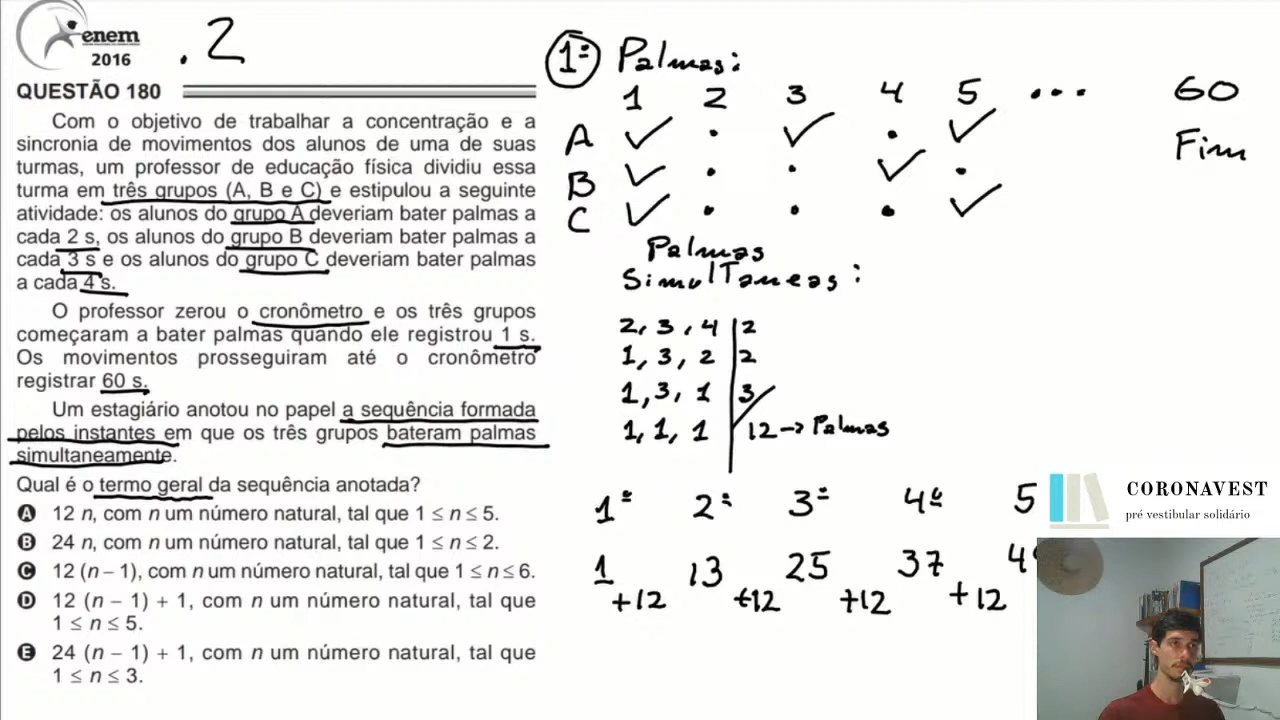 enem
2016
.2
QUESTÃO 180
Com o objetivo de trabalhar a concentração e a
sincronia de movimentos dos alunos de uma de suas
turmas, um professor de educação física dividiu essa
turma em três grupos (A, B e C) e estipulou a seguinte
atividade: os alunos do grupo A deveriam bater palmas a
cada 2 s, os alunos do grupo B deveriam bater palmas a
cada 3 s e os alunos do grupo C deveriam bater palmas
a cada 4 s.
O professor zerou o cronômetro e os três grupos
começaram a bater palmas quando ele registrou 1 s.
Os movimentos prosseguiram até o cronômetro
registrar 60 s.
Um estagiário anotou no papel a sequência formada
pelos instantes em que os três grupos bateram palmas
simultaneamente.
Qual é o termo geral da sequência anotada?
A 12 n, com n um número natural, tal que 1 ≤ n ≤ 5.
B 24 n, com n um número natural, tal que 1 ≤ n ≤ 2.
C 12 (n – 1), com n um número natural, tal que 1 ≤ n ≤ 6.
D 12 (n – 1) + 1, com n um número natural, tal que
1 ≤ n ≤ 5.
E 24 (n – 1) + 1, com n um número natural, tal que
1 ≤ n ≤ 3.
1º Palmas:
1 2 3 4 5 ... 60
A ✓ . ✓ . ✓ Fim
B ✓ . . ✓ .
C ✓ . . . ✓
Palmas
Simultaneas:
2, 3, 4 | 2
1, 3, 2 | 2
1, 3, 1 | 3
1, 1, 1 | 12 → Palmas
1ª 2ª 3ª 4ª 5
1 13 25 37 4
+12 +12 +12 +12
CORONAVEST
pré vestibular solidário